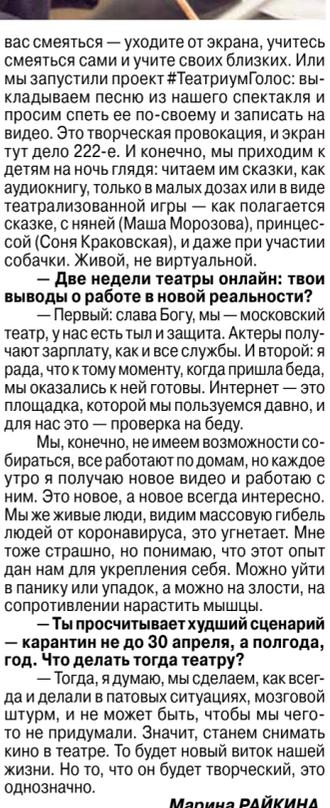 вас смеяться — уходите от экрана, учитесь
смеяться сами и учите своих близких. Или
мы запустили проект #ТеатриумГолос: вы-
кладываем песню из нашего спектакля и
просим спеть ее по-своему и записать на
видео. Это творческая провокация, и экран
тут дело 222-е. И конечно, мы приходим к
детям на ночь глядя: читаем им сказки, как
аудиокнигу, только в малых дозах или в виде
театрализованной игры — как полагается
сказке, с няней (Маша Морозова), принцес-
сой (Соня Краковская), и даже при участии
собачки. Живой, не виртуальной.
— Две недели театры онлайн: твои
выводы о работе в новой реальности?
— Первый: слава Богу, мы — московский
театр, у нас есть тыл и защита. Актеры полу-
чают зарплату, как и все службы. И второй: я
рада, что к тому моменту, когда пришла беда,
мы оказались к ней готовы. Интернет — это
площадка, которой мы пользуемся давно, и
для нас это — проверка на беду.
Мы, конечно, не имеем возможности со-
бираться, все работают по домам, но каждое
утро я получаю новое видео и работаю с
ним. Это новое, а новое всегда интересно.
Мы же живые люди, видим массовую гибель
людей от коронавируса, это угнетает. Мне
тоже страшно, но понимаю, что этот опыт
дан нам для укрепления себя. Можно уйти
в панику или упадок, а можно на злости, на
сопротивлении нарастить мышцы.
— Ты просчитывает худший сценарий
— карантин не до 30 апреля, а полгода,
год. Что делать тогда театру?
— Тогда, я думаю, мы сделаем, как всег-
да и делали в патовых ситуациях, мозговой
штурм, и не может быть, чтобы мы чего-
то не придумали. Значит, станем снимать
кино в театре. То будет новый виток нашей
жизни. Но то, что он будет творческий, это
однозначно.
Марина РАЙКИНА.